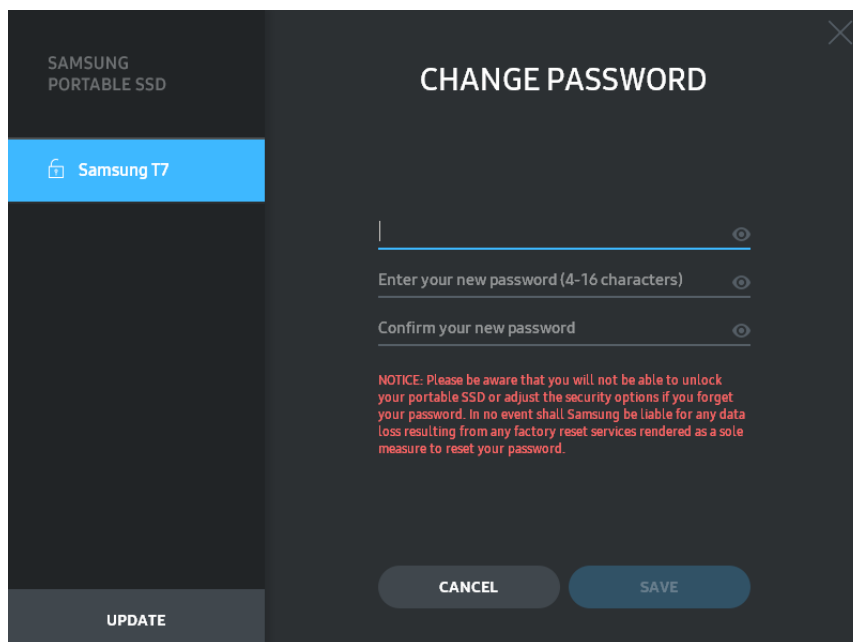 SAMSUNG
PORTABLE SSD
Samsung T7
UPDATE
CHANGE PASSWORD
Enter your new password (4-16 characters)
Confirm your new password
NOTICE: Please be aware that you will not be able to unlock
your portable SSD or adjust the security options if you forget
your password. In no event shall Samsung be liable for any data
loss resulting from any factory reset services rendered as a sole
measure to reset your password.
CANCEL
SAVE